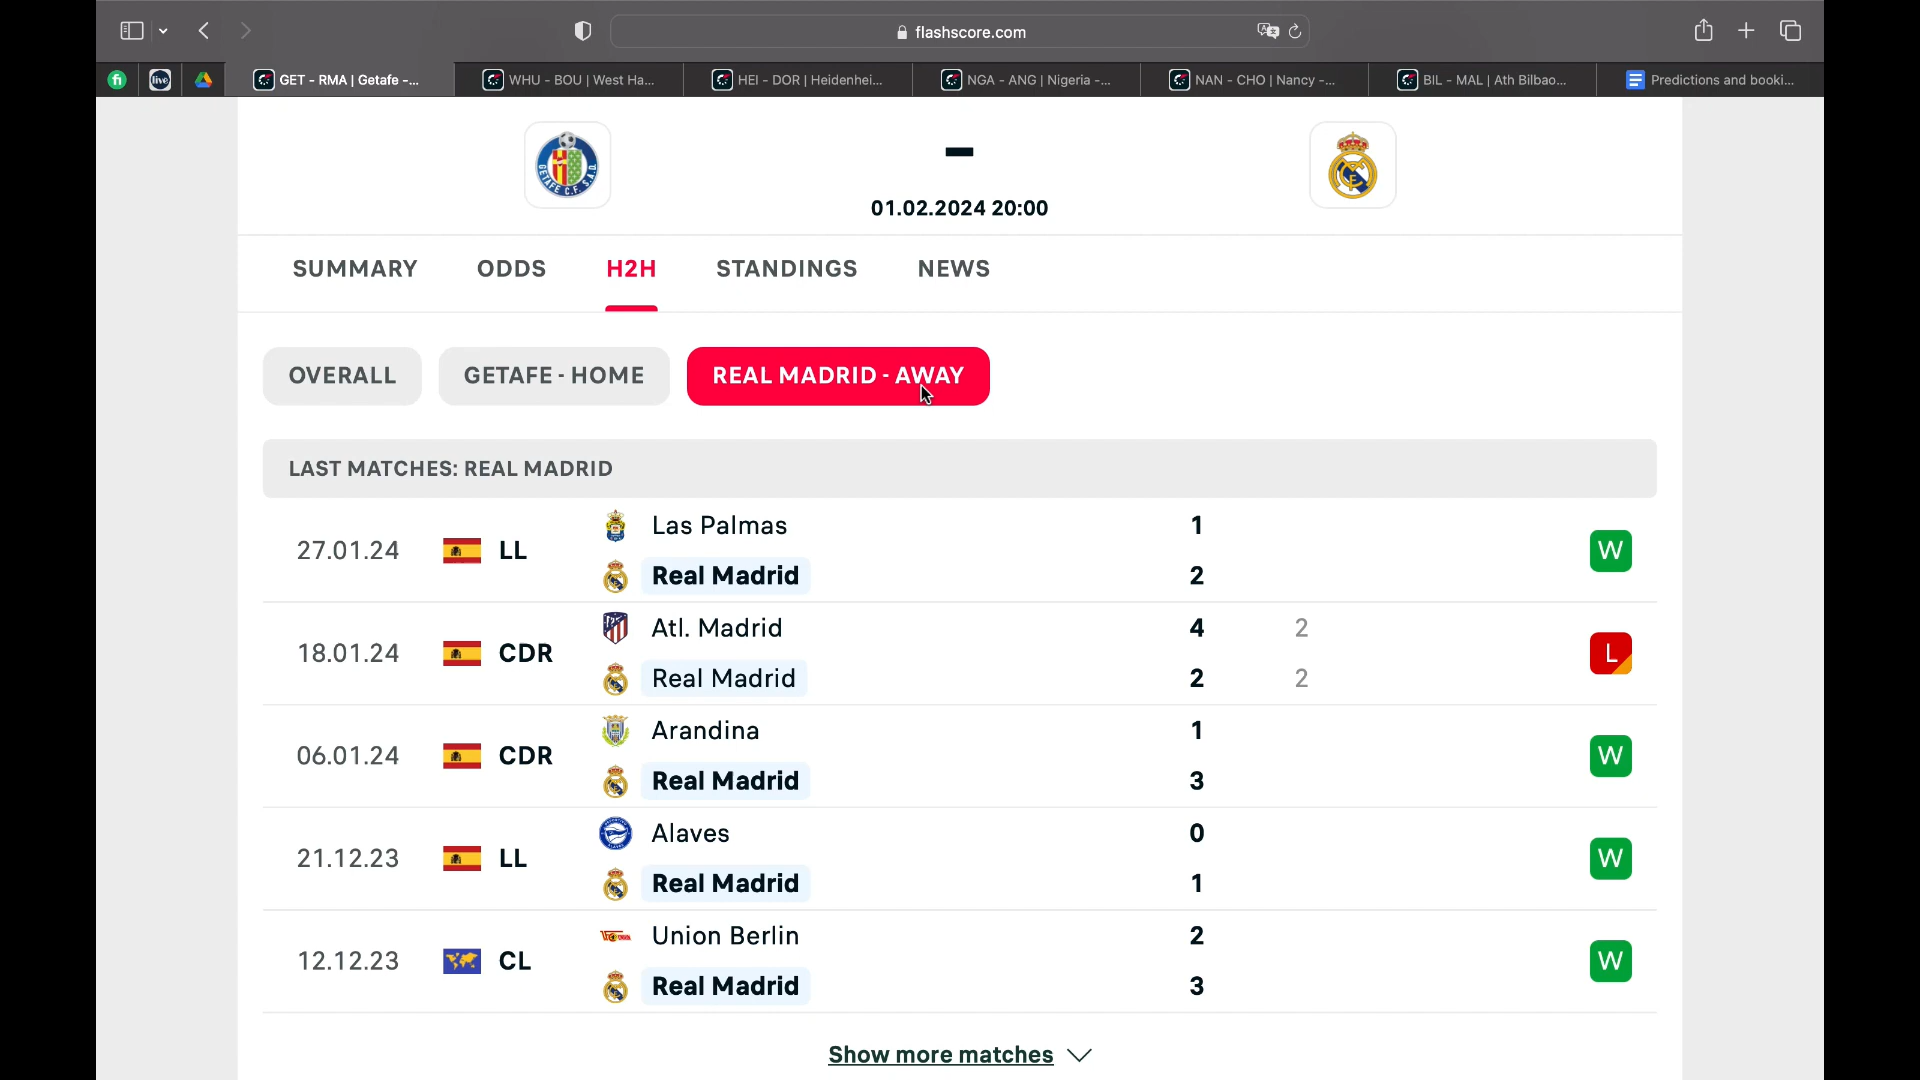 flashscore.com
fi
live
GET - RMA | Getafe -...
WHU - BOU | West Ha...
HEI - DOR | Heidenhei...
NGA - ANG | Nigeria -...
NAN - CHO | Nancy -...
BIL - MAL | Ath Bilbao...
Predictions and booki...
GETAFE C.F. S.A.D.
–
01.02.2024 20:00
SUMMARY
ODDS
H2H
STANDINGS
NEWS
OVERALL
GETAFE - HOME
REAL MADRID - AWAY
LAST MATCHES: REAL MADRID
27.01.24 LL
Las Palmas 1
Real Madrid 2
W
18.01.24 CDR
Atl. Madrid 4 2
Real Madrid 2 2
L
06.01.24 CDR
Arandina 1
Real Madrid 3
W
21.12.23 LL
Alaves 0
Real Madrid 1
W
12.12.23 CL
Union Berlin 2
Real Madrid 3
W
Show more matches